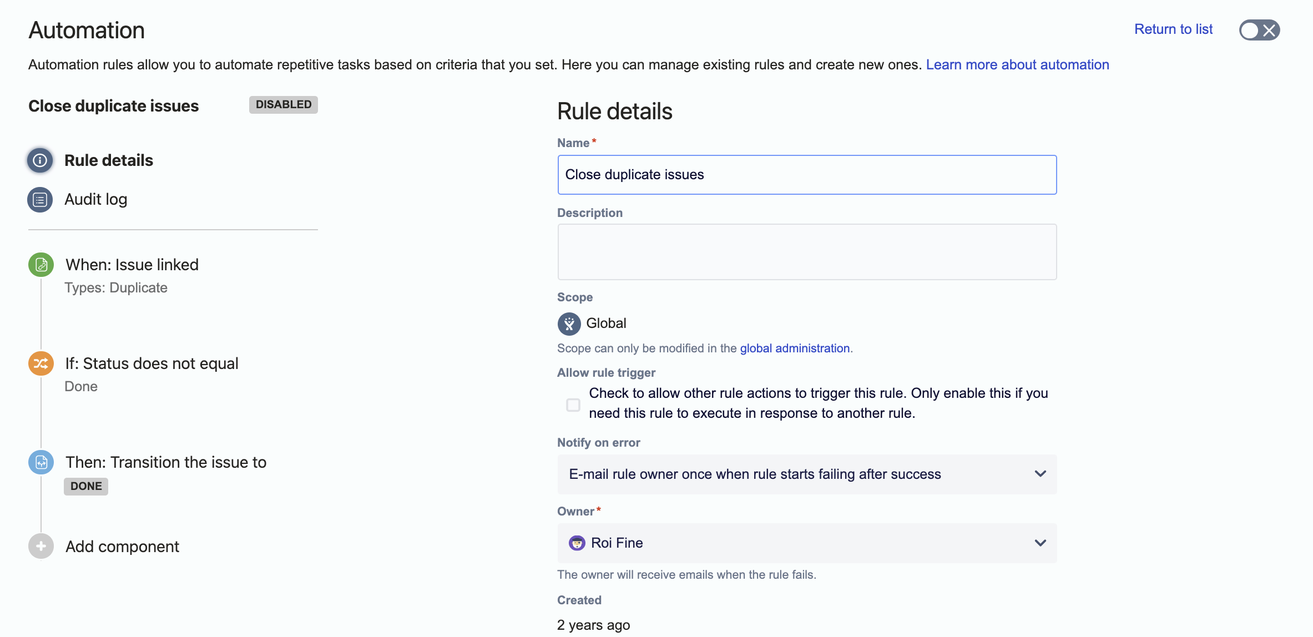 Automation
Return to list
Automation rules allow you to automate repetitive tasks based on criteria that you set. Here you can manage existing rules and create new ones. Learn more about automation
Close duplicate issues
DISABLED
Rule details
Audit log
When: Issue linked
Types: Duplicate
If: Status does not equal
Done
Then: Transition the issue to
DONE
Add component
Rule details
Name*
Close duplicate issues
Description
Scope
Global
Scope can only be modified in the global administration.
Allow rule trigger
Check to allow other rule actions to trigger this rule. Only enable this if you
need this rule to execute in response to another rule.
Notify on error
E-mail rule owner once when rule starts failing after success
Owner*
Roi Fine
The owner will receive emails when the rule fails.
Created
2 years ago